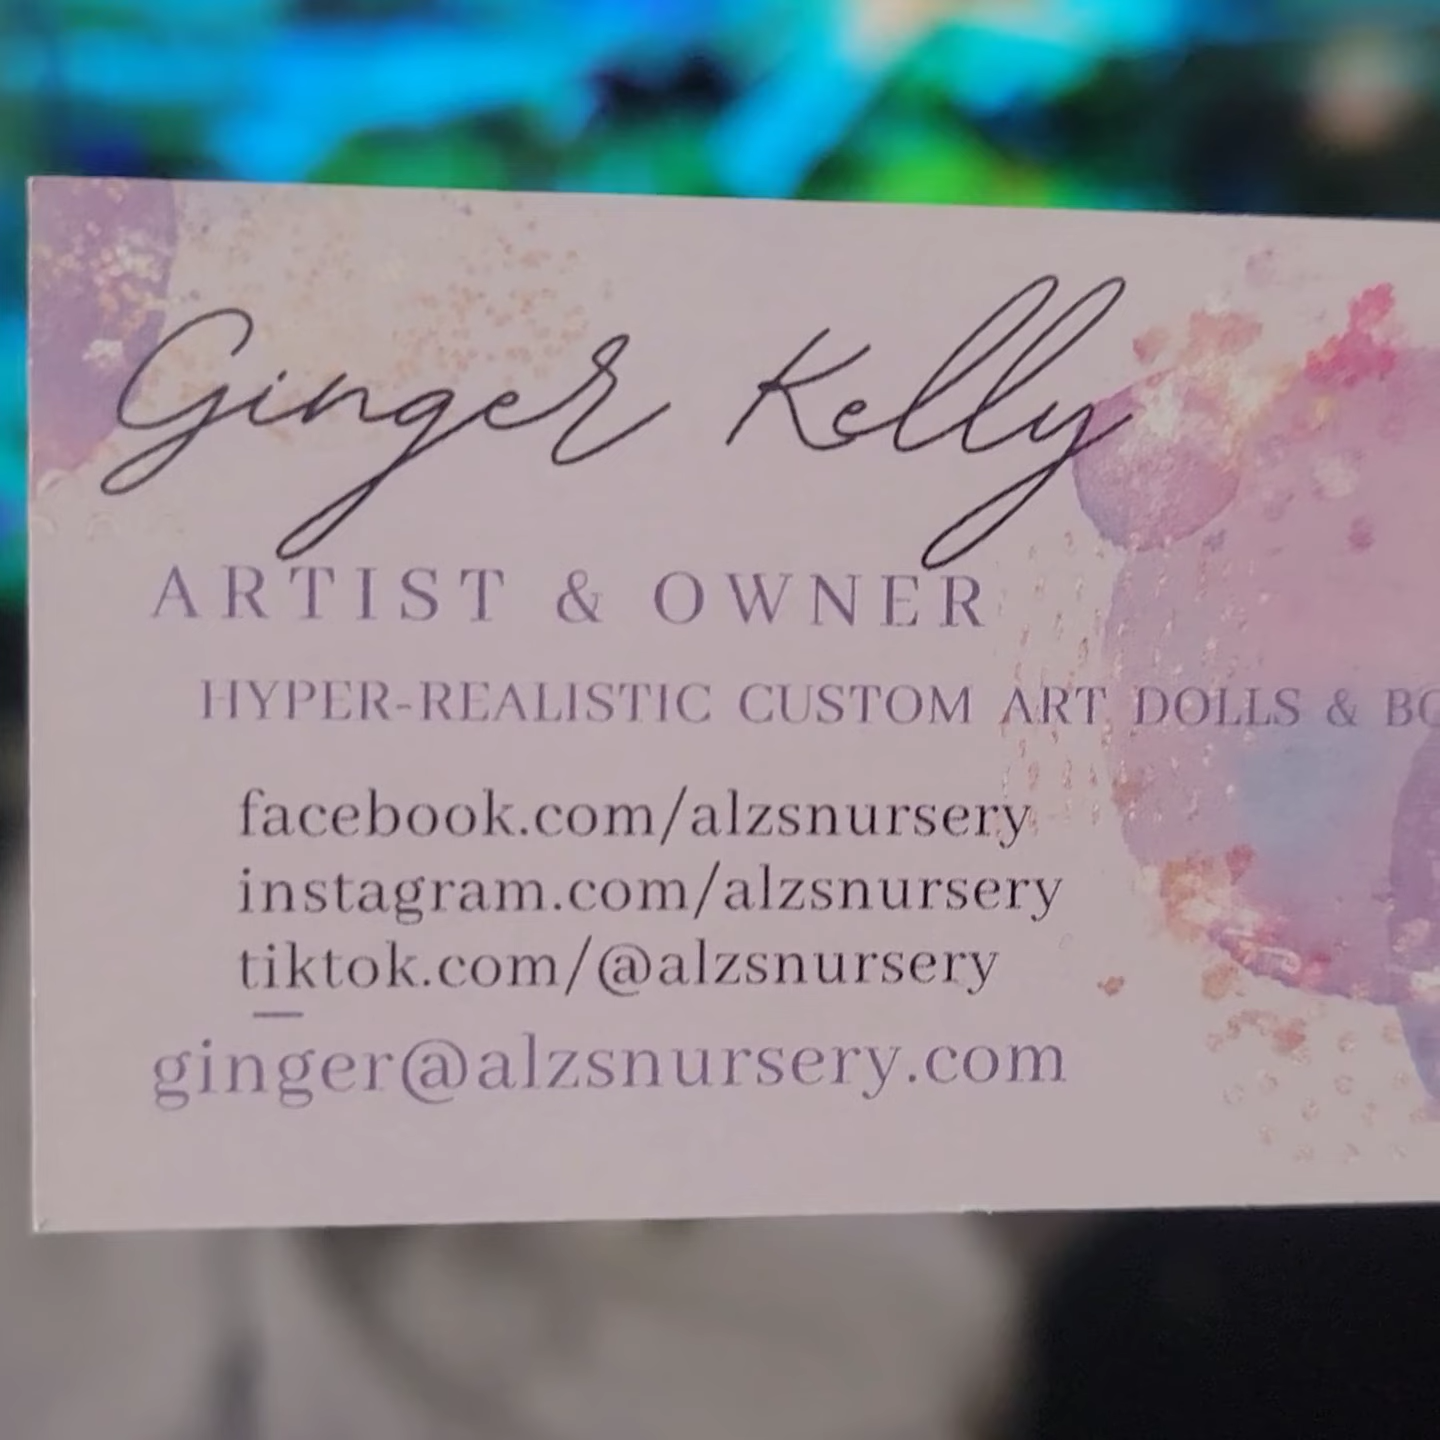 Ginger Kelly
ARTIST & OWNER
HYPER-REALISTIC CUSTOM ART DOLLS &
facebook.com/alzsnursery
instagram.com/alzsnursery
tiktok.com/@alzsnursery
ginger@alzsnursery.com